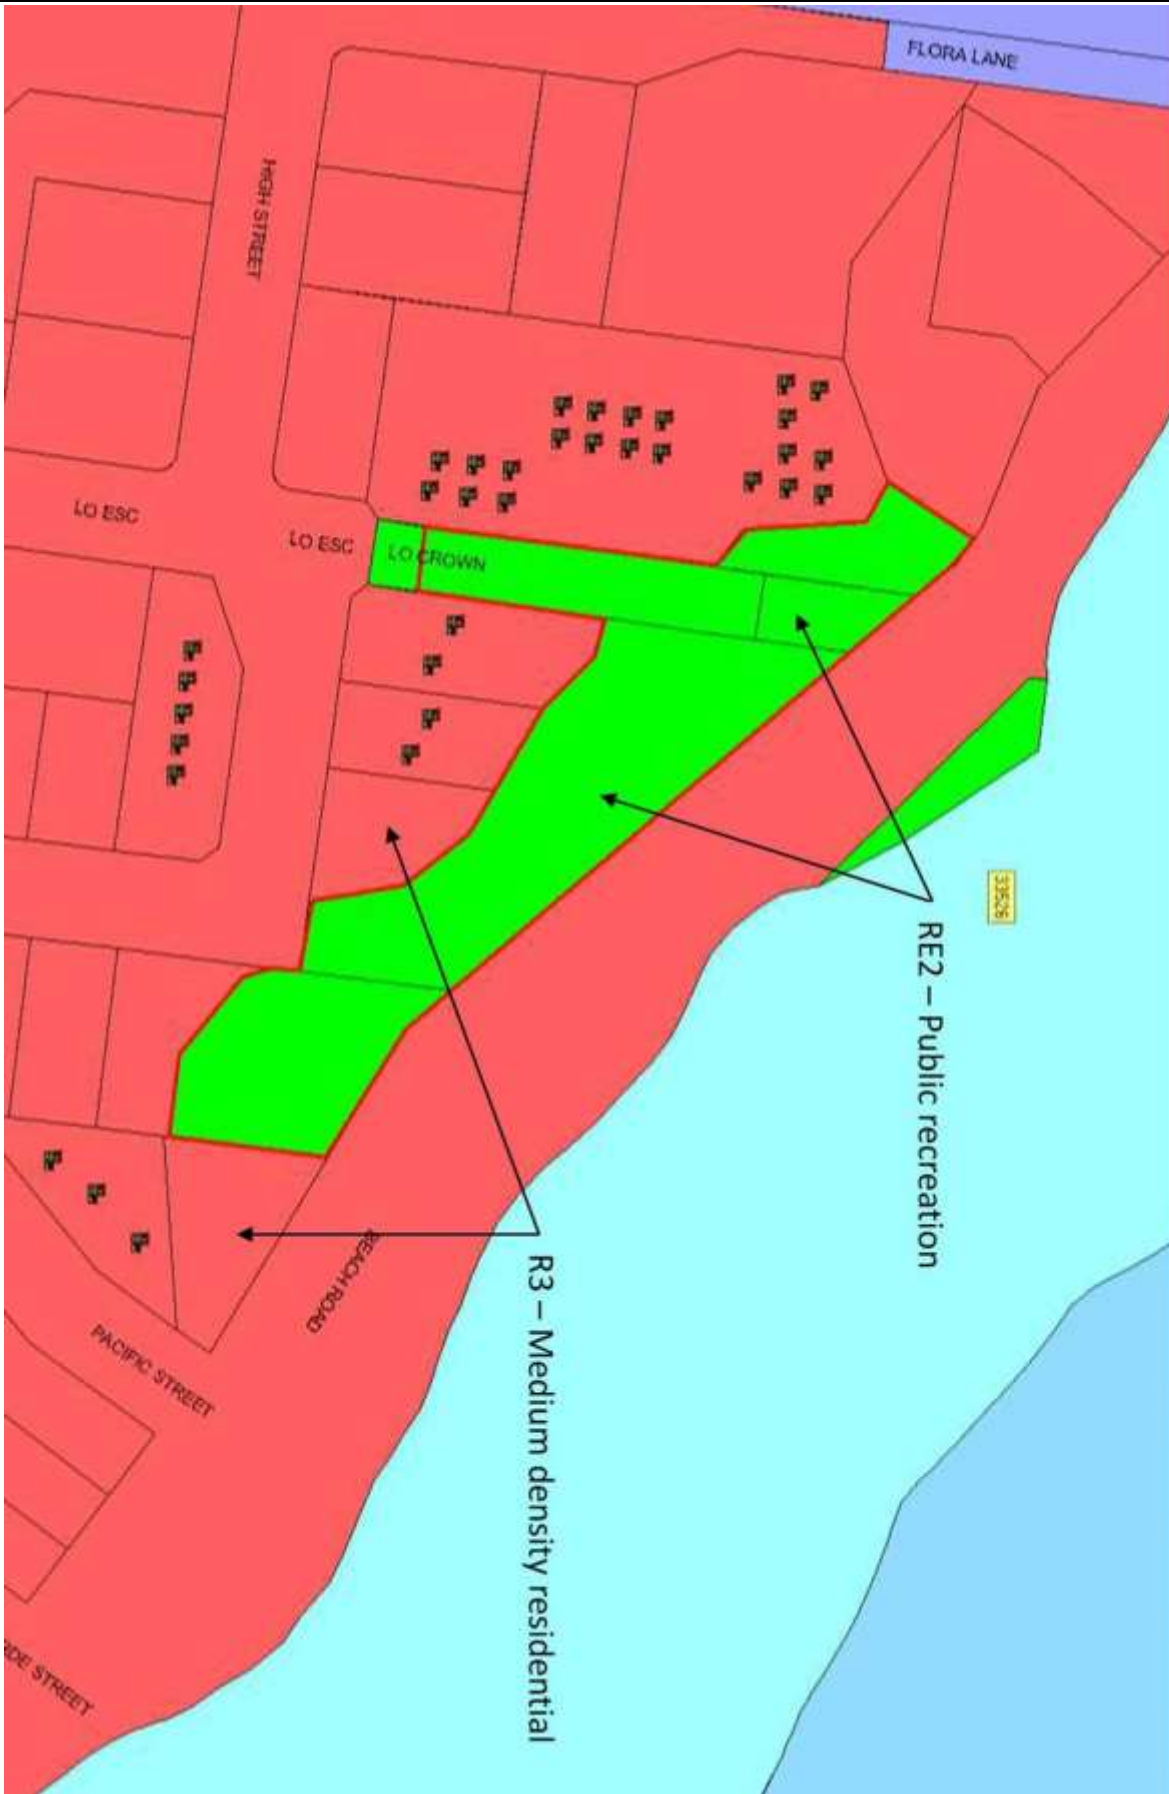 FLORA LANE
HIGH STREET
LO ESC
LO ESC
LO CROWN
33526
RE2 – Public recreation
R3 – Medium density residential
BEACH ROAD
PACIFIC STREET
STREET